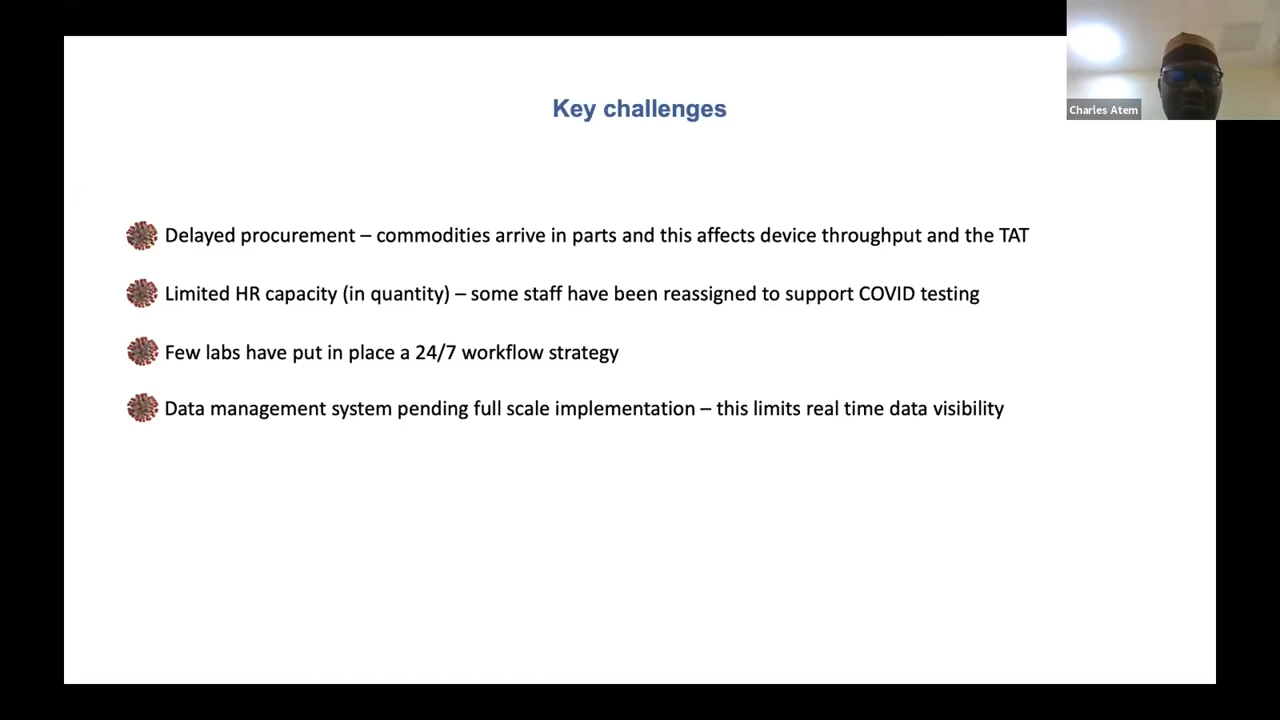 Key challenges
Charles Atem
Delayed procurement – commodities arrive in parts and this affects device throughput and the TAT
Limited HR capacity (in quantity) – some staff have been reassigned to support COVID testing
Few labs have put in place a 24/7 workflow strategy
Data management system pending full scale implementation – this limits real time data visibility